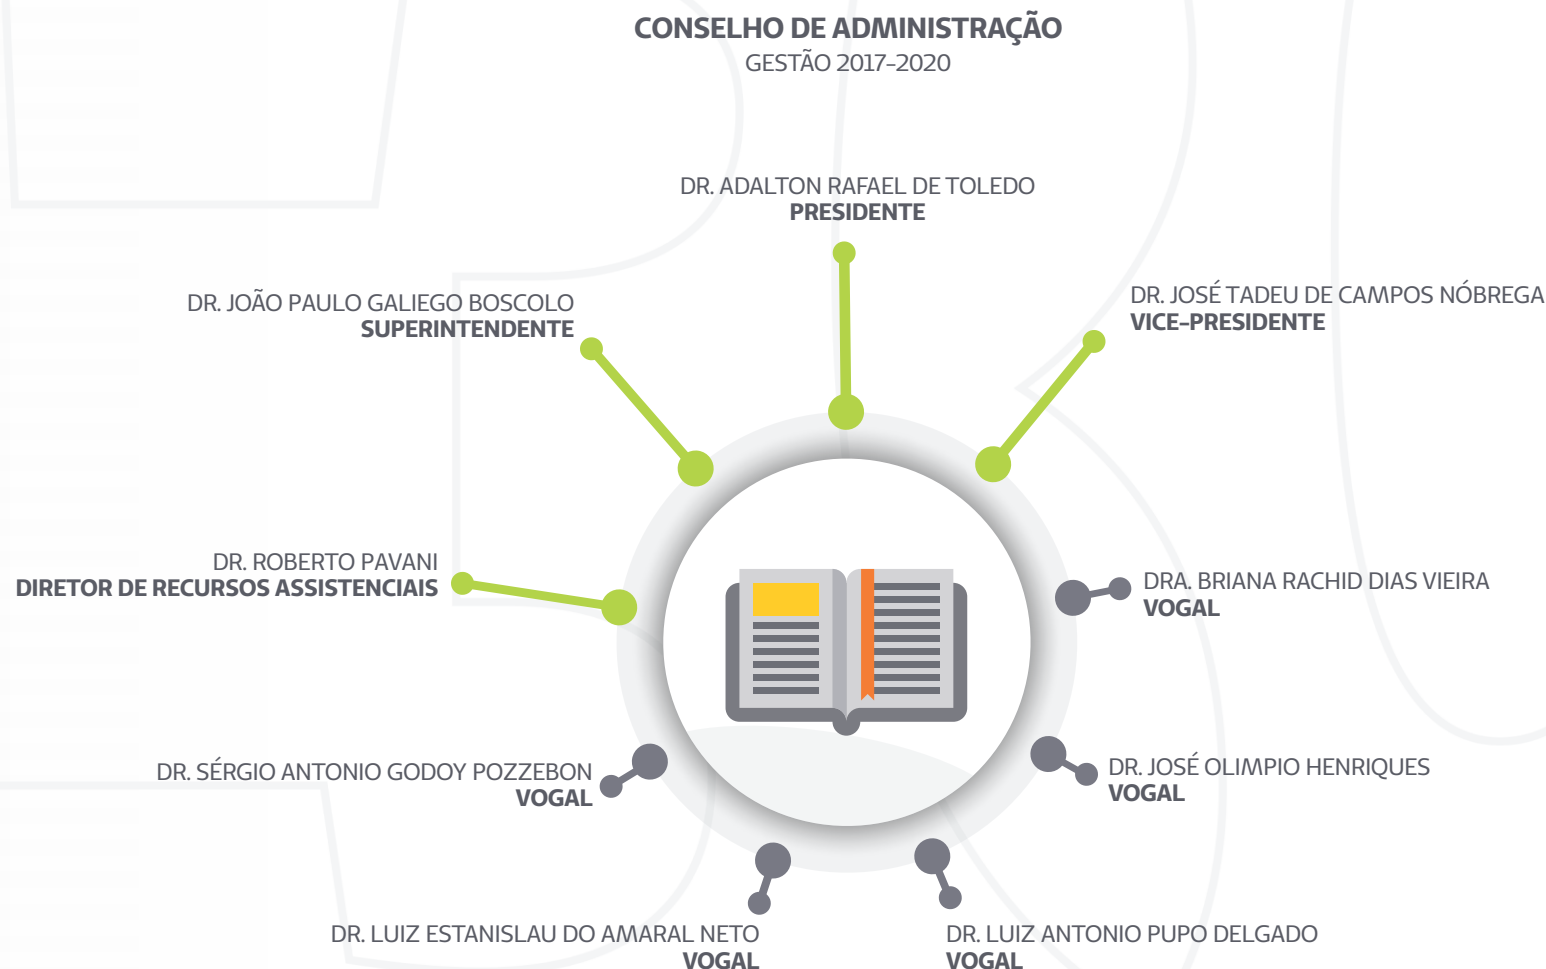 CONSELHO DE ADMINISTRAÇÃO
GESTÃO 2017-2020
DR. ADALTON RAFAEL DE TOLEDO
PRESIDENTE
DR. JOÃO PAULO GALIEGO BOSCOLO
SUPERINTENDENTE
DR. JOSÉ TADEU DE CAMPOS NÓBREGA
VICE-PRESIDENTE
DR. ROBERTO PAVANI
DIRETOR DE RECURSOS ASSISTENCIAIS
DRA. BRIANA RACHID DIAS VIEIRA
VOGAL
DR. SÉRGIO ANTONIO GODOY POZZEBON
VOGAL
DR. JOSÉ OLIMPIO HENRIQUES
VOGAL
DR. LUIZ ESTANISLAU DO AMARAL NETO
VOGAL
DR. LUIZ ANTONIO PUPO DELGADO
VOGAL